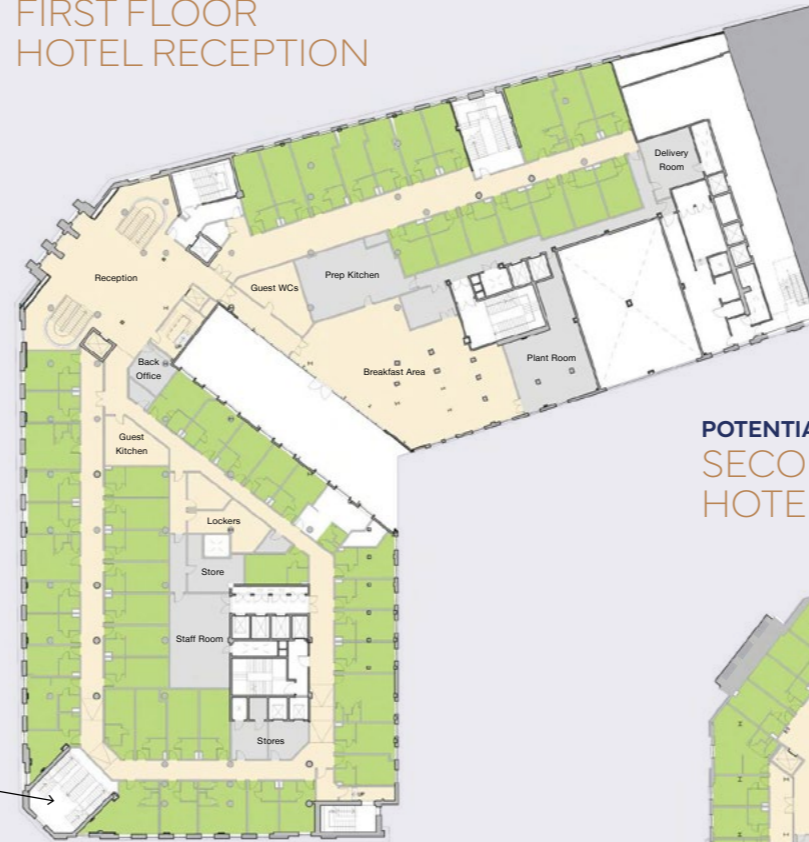 FIRST FLOOR
HOTEL RECEPTION
Delivery
Room
Reception
Prep Kitchen
Guest WCs
Back
Office
Breakfast Area
Plant Room
Guest
Kitchen
Lockers
Store
Staff Room
Stores
POTENTIA
SECO
HOTE
UP